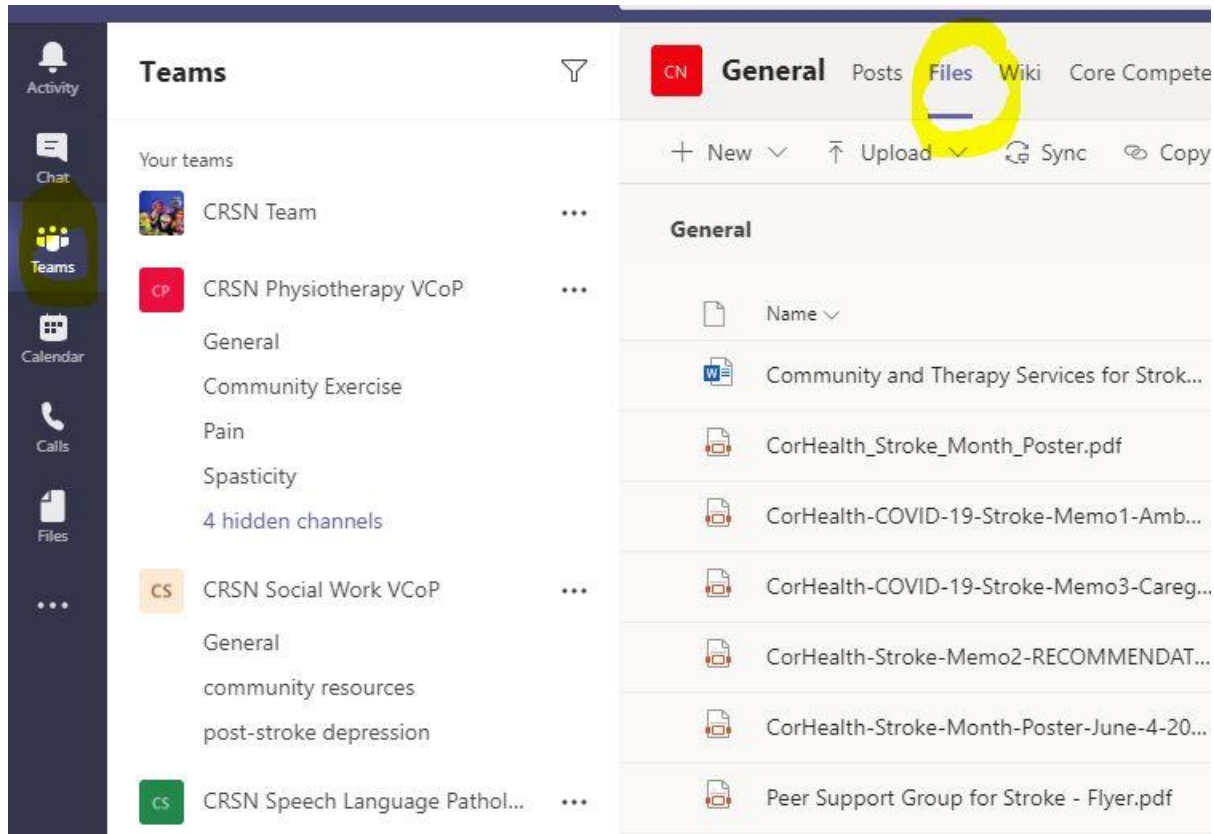 Activity
Chat
Teams
Calendar
Calls
Files
...
Teams
Your teams
CRSN Team ...
CP CRSN Physiotherapy VCoP ...
General
Community Exercise
Pain
Spasticity
4 hidden channels
CS CRSN Social Work VCoP ...
General
community resources
post-stroke depression
CS CRSN Speech Language Pathol... ...
CN General Posts Files Wiki Core Compete
+ New Upload Sync Copy
General
Name
Community and Therapy Services for Strok...
CorHealth_Stroke_Month_Poster.pdf
CorHealth-COVID-19-Stroke-Memo1-Amb...
CorHealth-COVID-19-Stroke-Memo3-Careg...
CorHealth-Stroke-Memo2-RECOMMENDAT...
CorHealth-Stroke-Month-Poster-June-4-20...
Peer Support Group for Stroke - Flyer.pdf